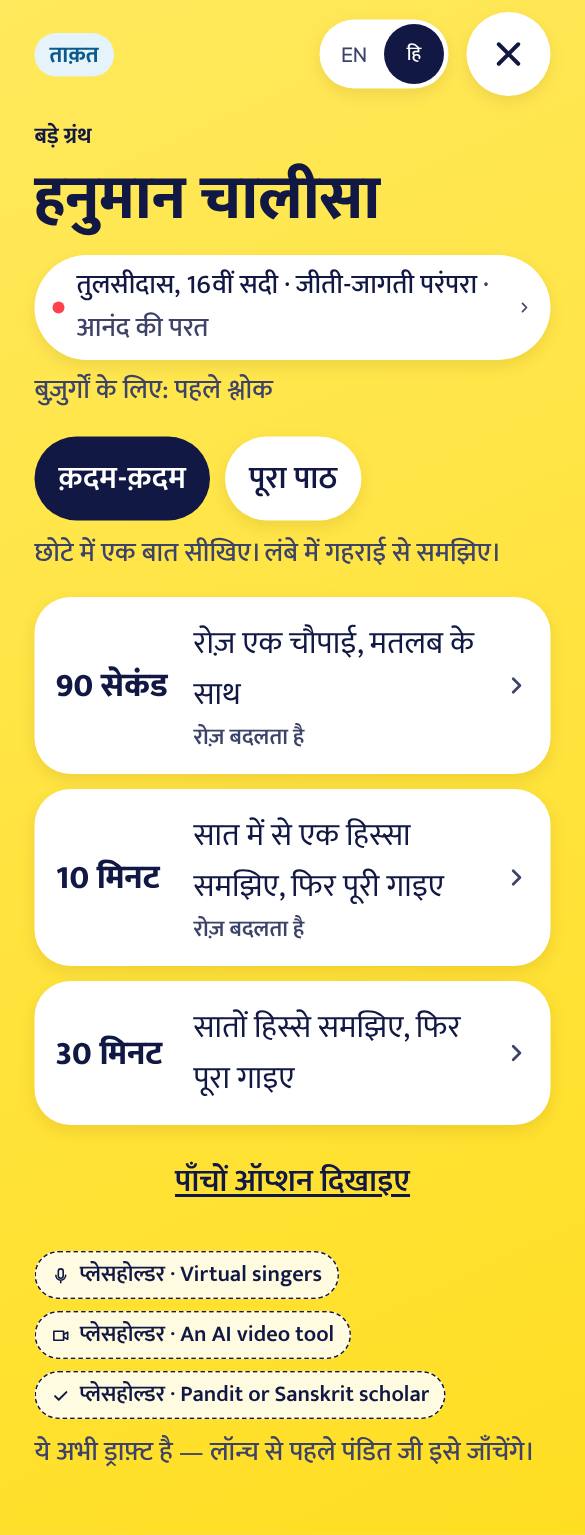 ताक़त
EN हि
बड़े ग्रंथ
हनुमान चालीसा
तुलसीदास, 16वीं सदी · जीती-जागती परंपरा ·
आनंद की परत
बुज़ुर्गों के लिए: पहले श्लोक
क़दम-क़दम पूरा पाठ
छोटे में एक बात सीखिए। लंबे में गहराई से समझिए।
रोज़ एक चौपाई, मतलब के
90 सेकंड साथ
रोज़ बदलता है
सात में से एक हिस्सा
10 मिनट समझिए, फिर पूरी गाइए
रोज़ बदलता है
सातों हिस्से समझिए, फिर
30 मिनट पूरा गाइए
पाँचों ऑप्शन दिखाइए
प्लेसहोल्डर · Virtual singers
प्लेसहोल्डर · An AI video tool
प्लेसहोल्डर · Pandit or Sanskrit scholar
ये अभी ड्राफ़्ट है — लॉन्च से पहले पंडित जी इसे जाँचेंगे।